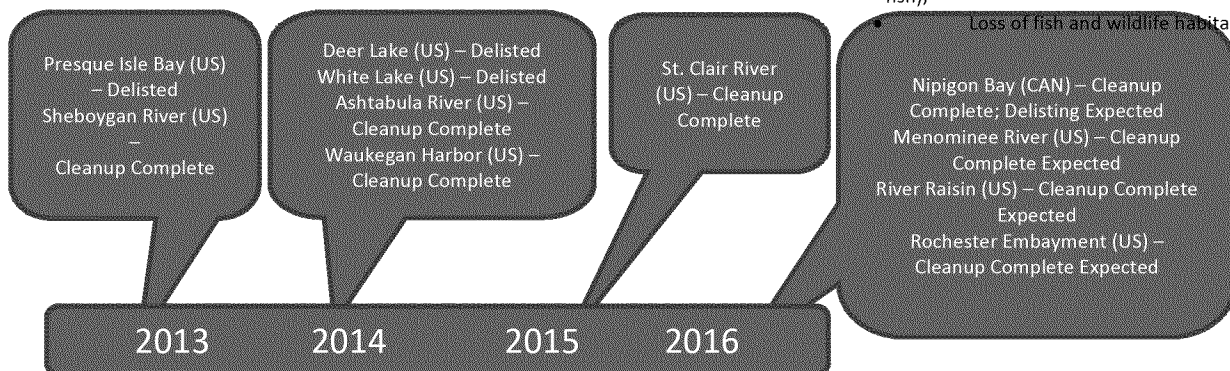 fish),
• Loss of fish and wildlife habita
Presque Isle Bay (US)
– Delisted
Sheboygan River (US)
–
Cleanup Complete
Deer Lake (US) – Delisted
White Lake (US) – Delisted
Ashtabula River (US) –
Cleanup Complete
Waukegan Harbor (US) –
Cleanup Complete
St. Clair River
(US) – Cleanup
Complete
Nipigon Bay (CAN) – Cleanup
Complete; Delisting Expected
Menominee River (US) – Cleanup
Complete Expected
River Raisin (US) – Cleanup Complete
Expected
Rochester Embayment (US) –
Cleanup Complete Expected
2013 2014 2015 2016